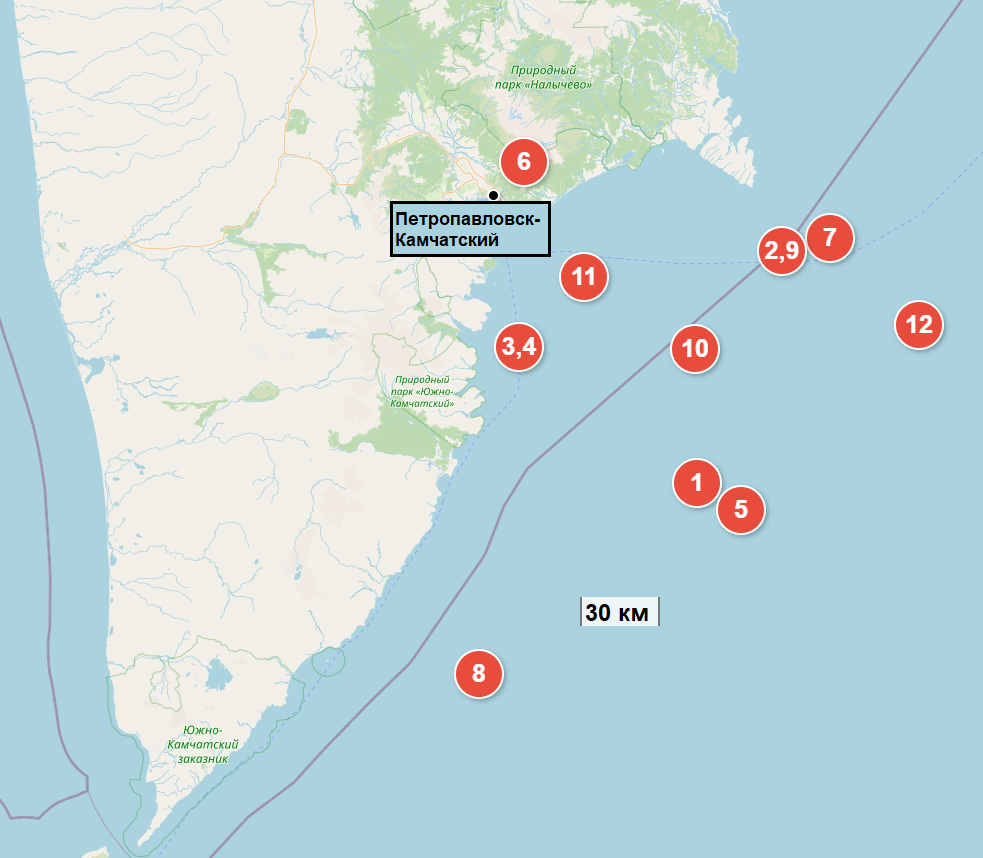 Природный
парк «Налычево»
6
Петропавловск-
Камчатский
7
2,9
11
12
3,4
10
Природный
парк «Южно-
Камчатский»
1
5
30 км
8
Южно-
Камчатский
заказник